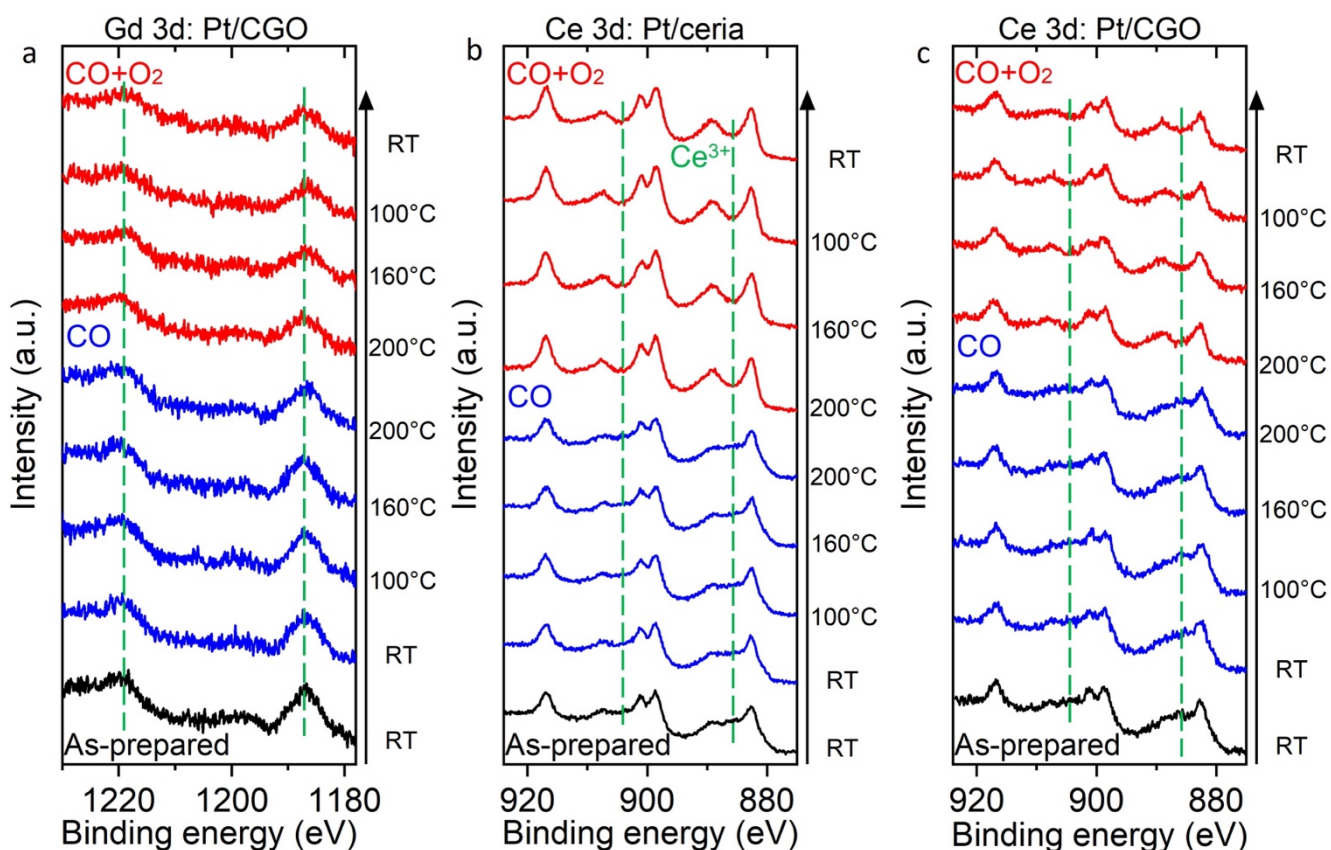 a
Gd 3d: Pt/CGO
CO+O₂
RT
100°C
160°C
200°C
CO
200°C
160°C
100°C
RT
As-prepared
RT
Intensity (a.u.)
1220 1200 1180
Binding energy (eV)
b
Ce 3d: Pt/ceria
CO+O₂
Ce³⁺
RT
100°C
160°C
200°C
CO
200°C
160°C
100°C
RT
As-prepared
RT
Intensity (a.u.)
920 900 880
Binding energy (eV)
c
Ce 3d: Pt/CGO
CO+O₂
RT
100°C
160°C
200°C
CO
200°C
160°C
100°C
RT
As-prepared
RT
Intensity (a.u.)
920 900 880
Binding energy (eV)